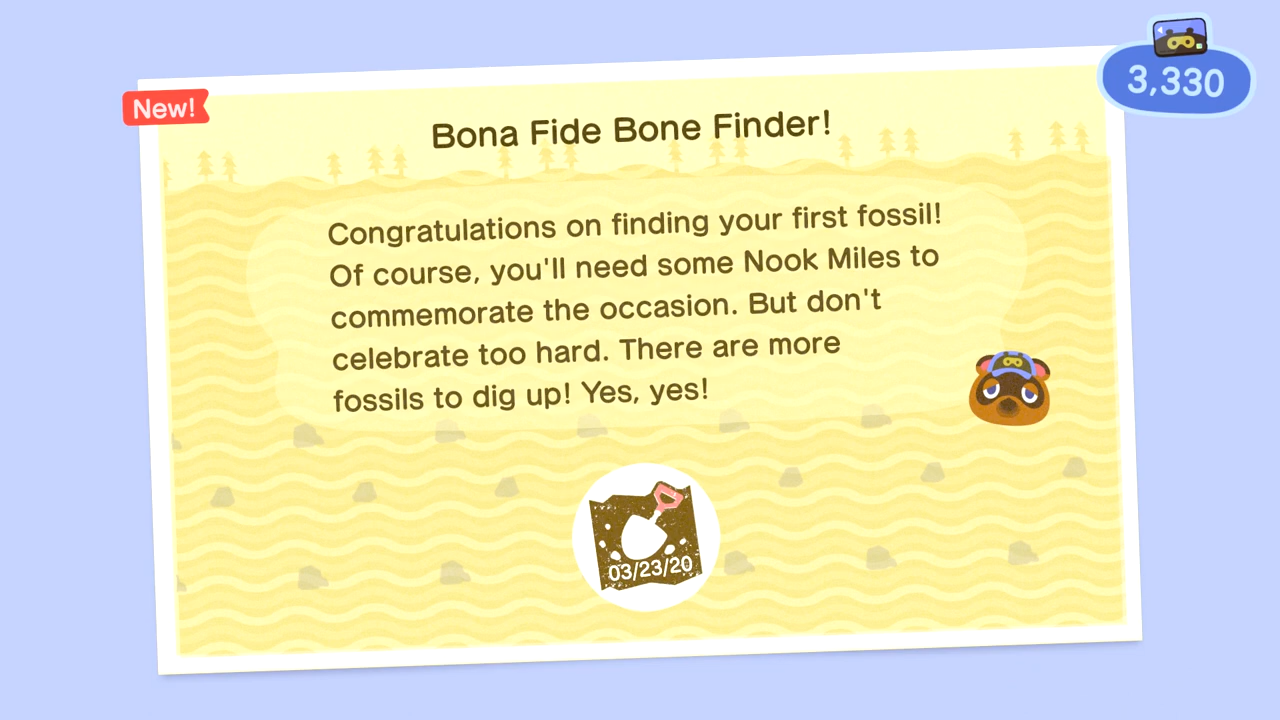 3,330
New!
Bona Fide Bone Finder!
Congratulations on finding your first fossil!
Of course, you'll need some Nook Miles to
commemorate the occasion. But don't
celebrate too hard. There are more
fossils to dig up! Yes, yes!
03/23/20